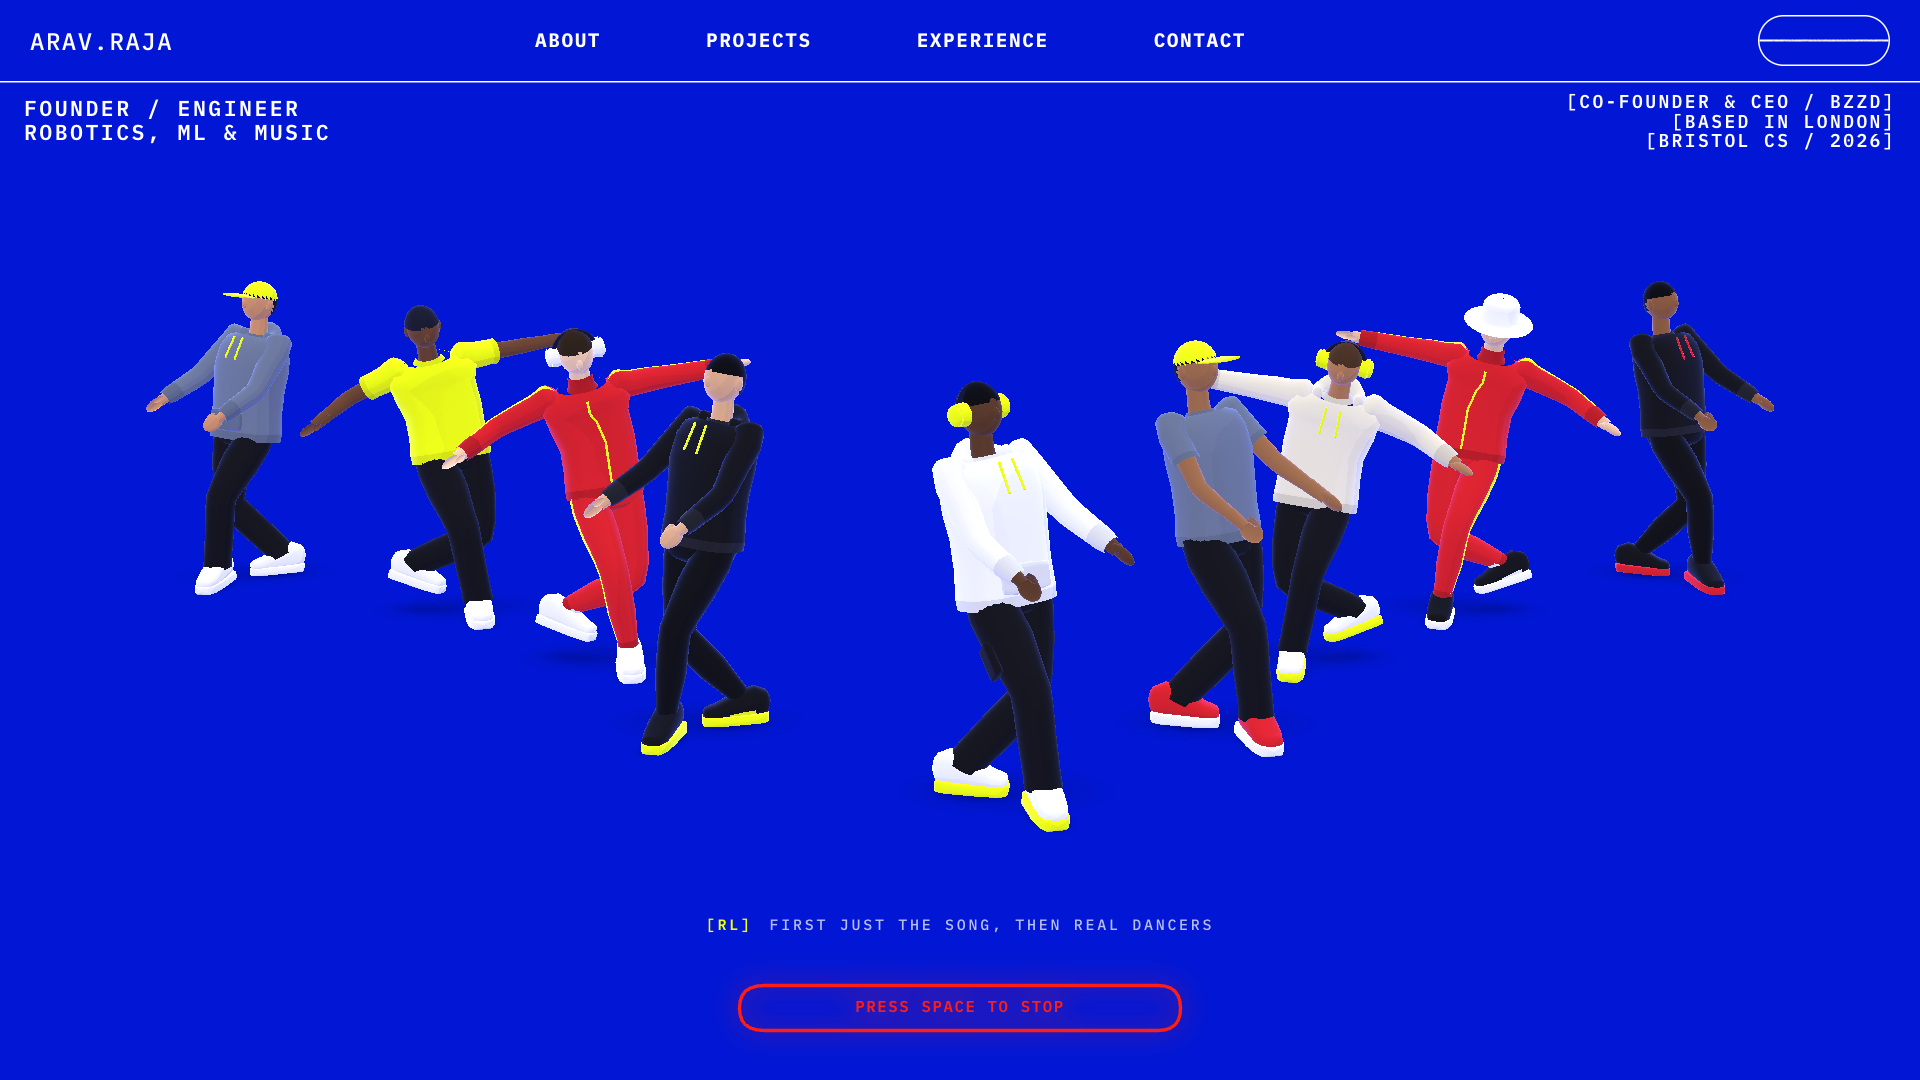 ARAV.RAJA
ABOUT
PROJECTS
EXPERIENCE
CONTACT
FOUNDER / ENGINEER
ROBOTICS, ML & MUSIC
[CO-FOUNDER & CEO / BZZD]
[BASED IN LONDON]
[BRISTOL CS / 2026]
[RL] FIRST JUST THE SONG, THEN REAL DANCERS
PRESS SPACE TO STOP